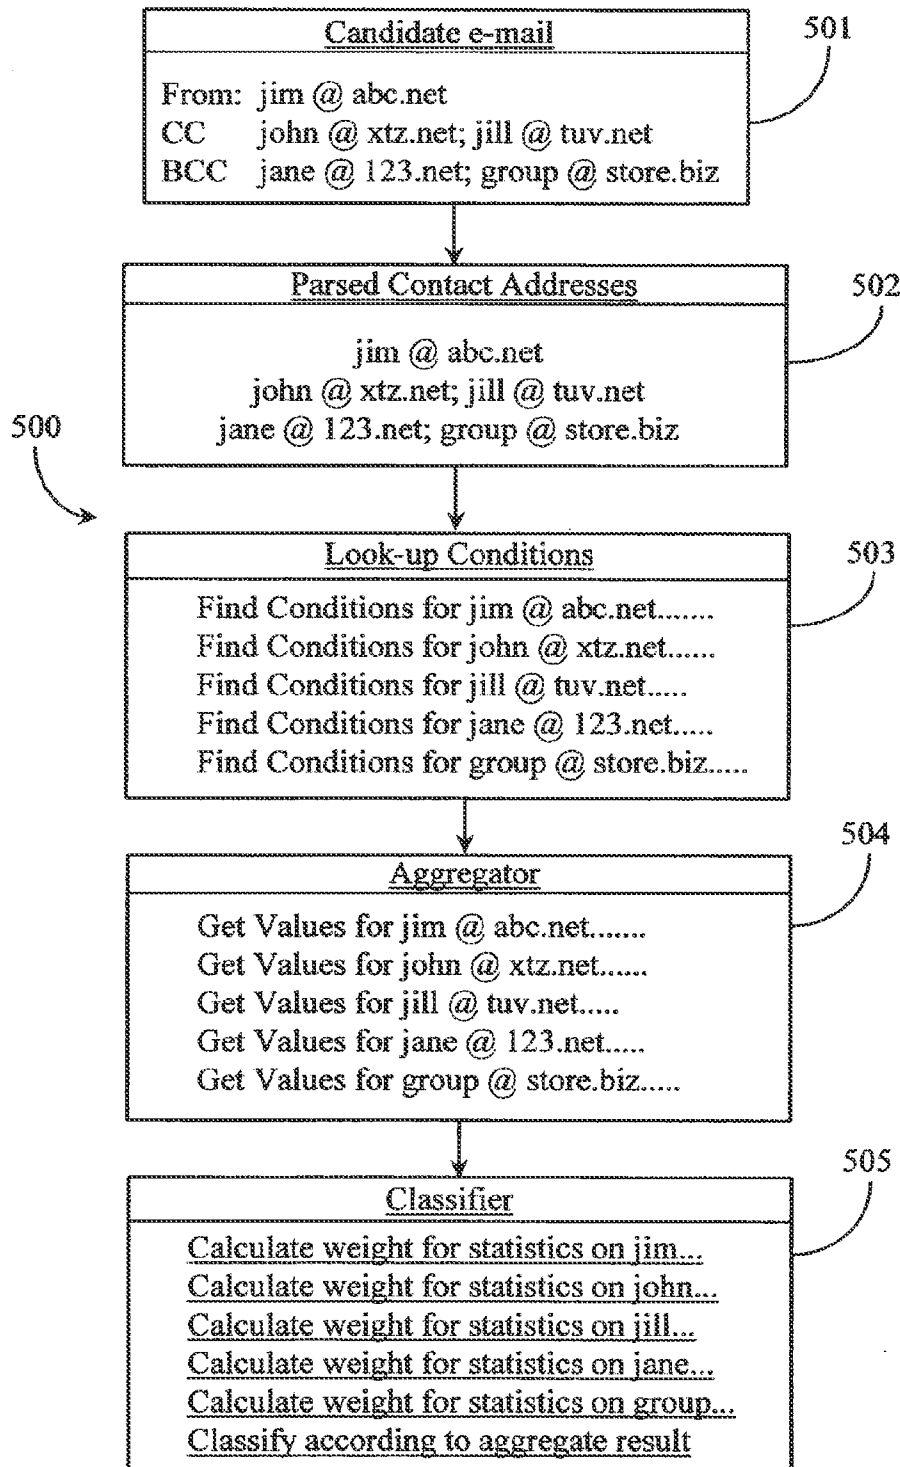 Candidate e-mail
501
From: jim @ abc.net
CC john @ xtz.net; jill @ tuv.net
BCC jane @ 123.net; group @ store.biz
Parsed Contact Addresses
502
jim @ abc.net
john @ xtz.net; jill @ tuv.net
jane @ 123.net; group @ store.biz
500
Look-up Conditions
503
Find Conditions for jim @ abc.net.......
Find Conditions for john @ xtz.net......
Find Conditions for jill @ tuv.net.....
Find Conditions for jane @ 123.net.....
Find Conditions for group @ store.biz.....
504
Aggregator
Get Values for jim @ abc.net.......
Get Values for john @ xtz.net......
Get Values for jill @ tuv.net.....
Get Values for jane @ 123.net.....
Get Values for group @ store.biz.....
505
Classifier
Calculate weight for statistics on jim...
Calculate weight for statistics on john...
Calculate weight for statistics on jill...
Calculate weight for statistics on jane...
Calculate weight for statistics on group...
Classify according to aggregate result